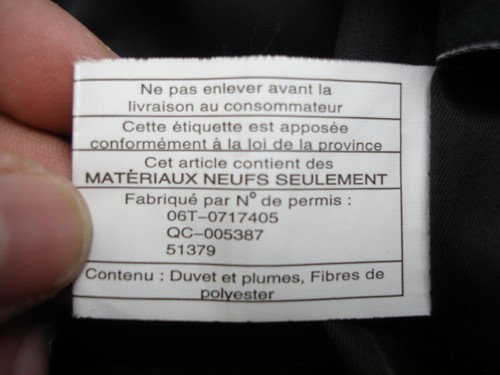 Ne pas enlever avant la
livraison au consommateur
Cette étiquette est apposée
conformément à la loi de la province
Cet article contient des
MATÉRIAUX NEUFS SEULEMENT
Fabriqué par Nº de permis :
06T-0717405
QC-005387
51379
Contenu : Duvet et plumes, Fibres de
polyester